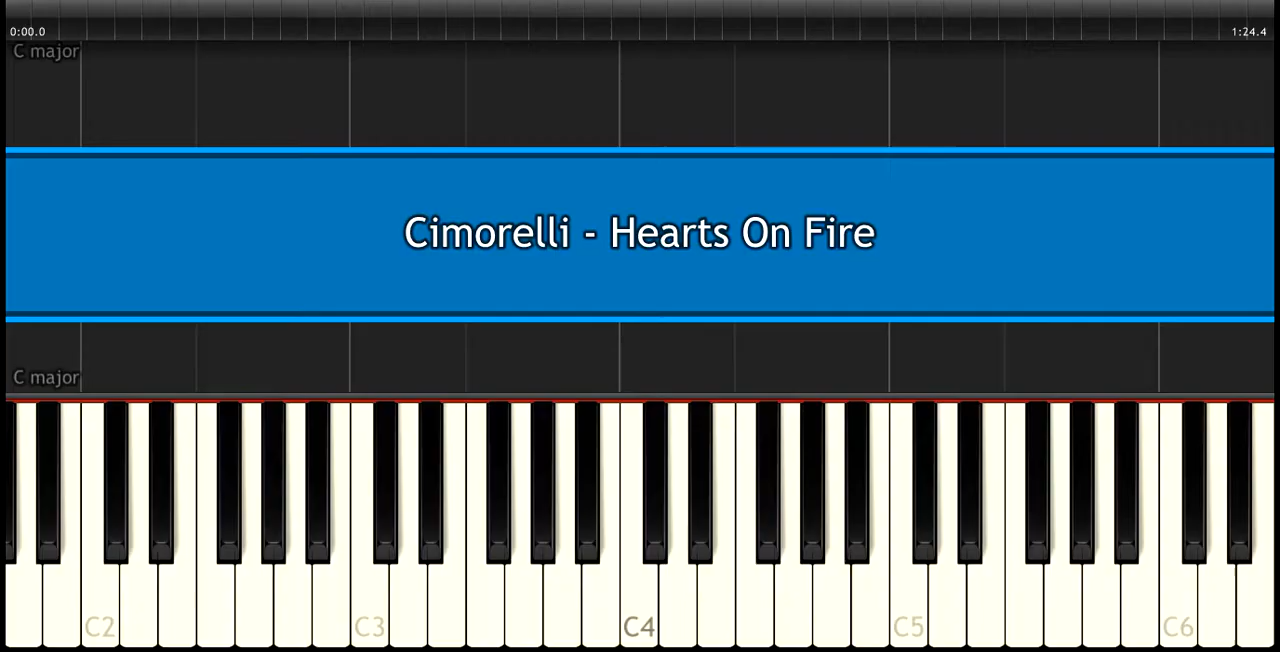 0:00.0 1:24.4
C major
Cimorelli - Hearts On Fire
C major
C2 C3 C4 C5 C6